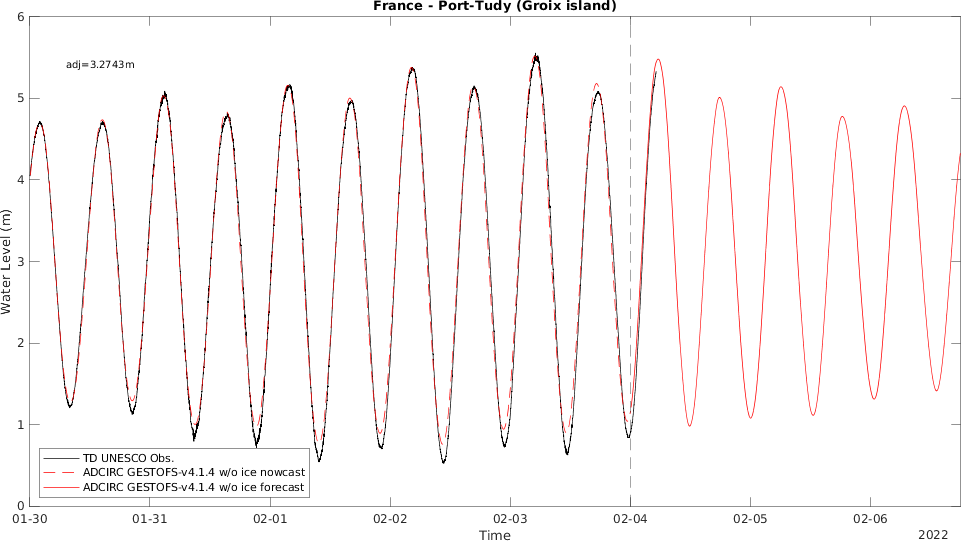 France - Port-Tudy (Groix island)
6
adj=3.2743m
5
4
3
2
1
0
Water Level (m)
TD UNESCO Obs.
ADCIRC GESTOFS-v4.1.4 w/o ice nowcast
ADCIRC GESTOFS-v4.1.4 w/o ice forecast
01-30 01-31 02-01 02-02 02-03 02-04 02-05 02-06
Time
2022